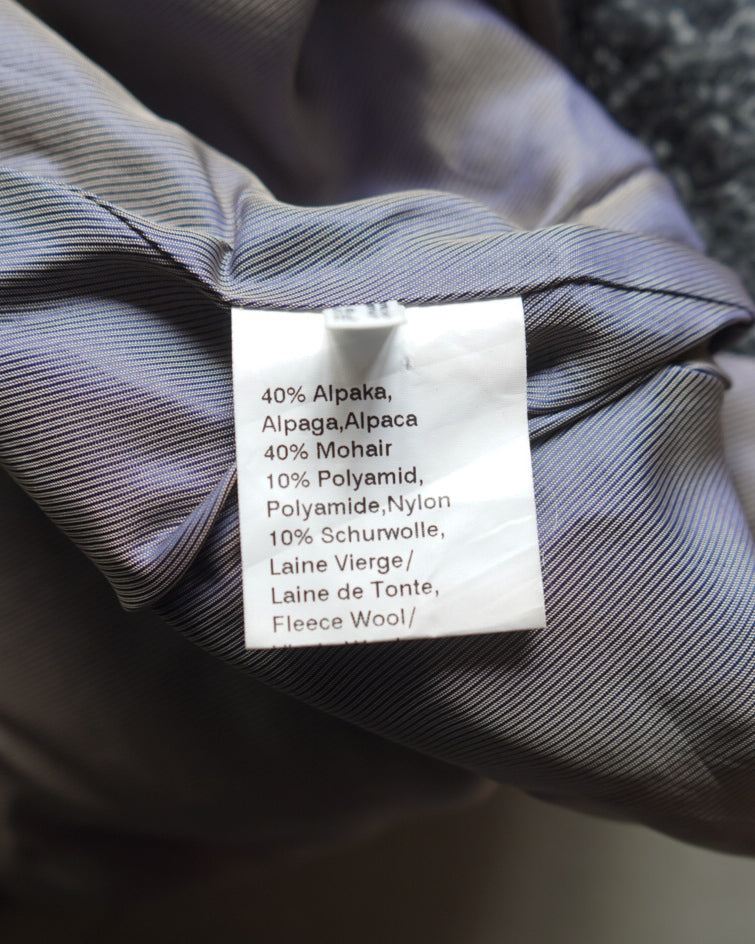 40% Alpaka,
Alpaga,Alpaca
40% Mohair
10% Polyamid,
Polyamide,Nylon
10% Schurwolle,
Laine Vierge/
Laine de Tonte,
Fleece Wool/